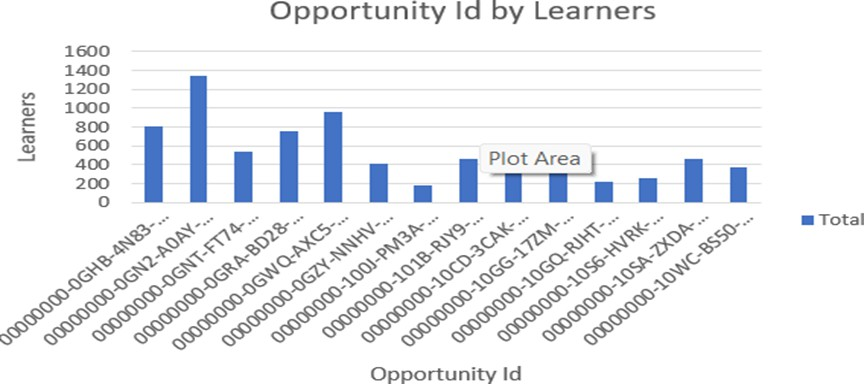 Opportunity Id by Learners
1600
1400
1200
1000
800
600
400
200
0
Learners
Plot Area
Total
00000000-0GHB-4N83-...
00000000-0GN2-A0AY-...
00000000-0GNT-FT74-...
00000000-0GRA-BD28-...
00000000-0GWQ-AXC5-...
00000000-0GZY-NNHV-...
00000000-100J-PM3A-...
00000000-101B-RJY9-...
00000000-10CD-3CAK-...
00000000-10GG-17ZM-...
00000000-10GQ-RJHT-...
00000000-10S6-HVRK-...
00000000-10SA-ZXDA-...
00000000-10WC-BS50-...
Opportunity Id